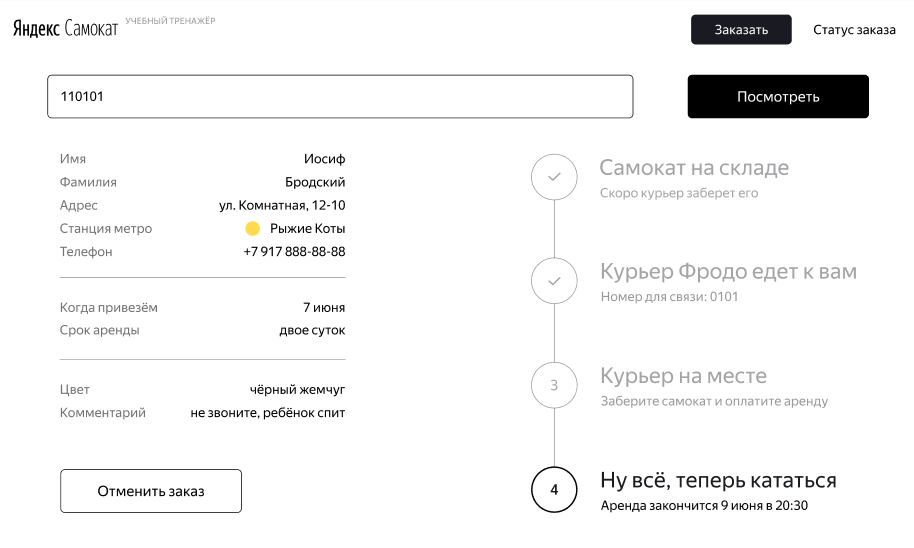 Яндекс Самокат УЧЕБНЫЙ ТРЕНАЖЁР
Заказать Статус заказа
110101 Посмотреть
Имя Иосиф
Фамилия Бродский
Адрес ул. Комнатная, 12-10
Станция метро Рыжие Коты
Телефон +7 917 888-88-88
Когда привезём 7 июня
Срок аренды двое суток
Цвет чёрный жемчуг
Комментарий не звоните, ребёнок спит
Отменить заказ
Самокат на складе
Скоро курьер заберет его
Курьер Фродо едет к вам
Номер для связи: 0101
3 Курьер на месте
Заберите самокат и оплатите аренду
4 Ну всё, теперь кататься
Аренда закончится 9 июня в 20:30